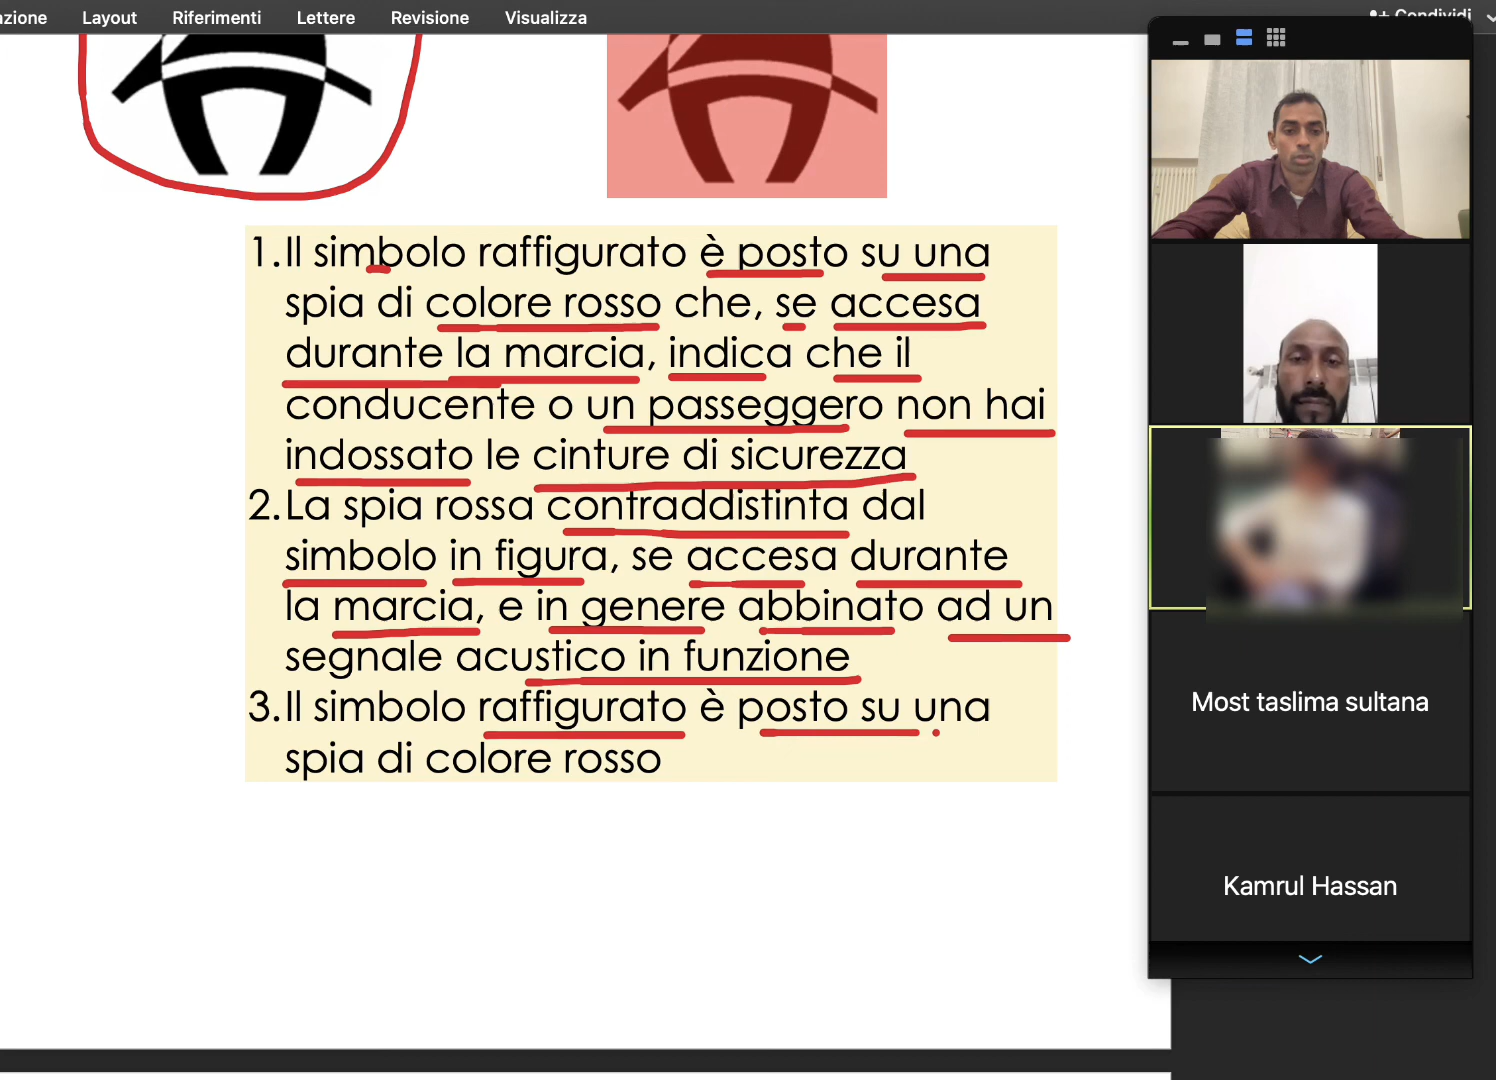 Layout Riferimenti Lettere Revisione Visualizza
1. Il simbolo raffigurato è posto su una
spia di colore rosso che, se accesa
durante la marcia, indica che il
conducente o un passeggero non hai
indossato le cinture di sicurezza
2. La spia rossa contraddistinta dal
simbolo in figura, se accesa durante
la marcia, e in genere abbinato ad un
segnale acustico in funzione
3. Il simbolo raffigurato è posto su una
spia di colore rosso
Condividi
Most taslima sultana
Kamrul Hassan